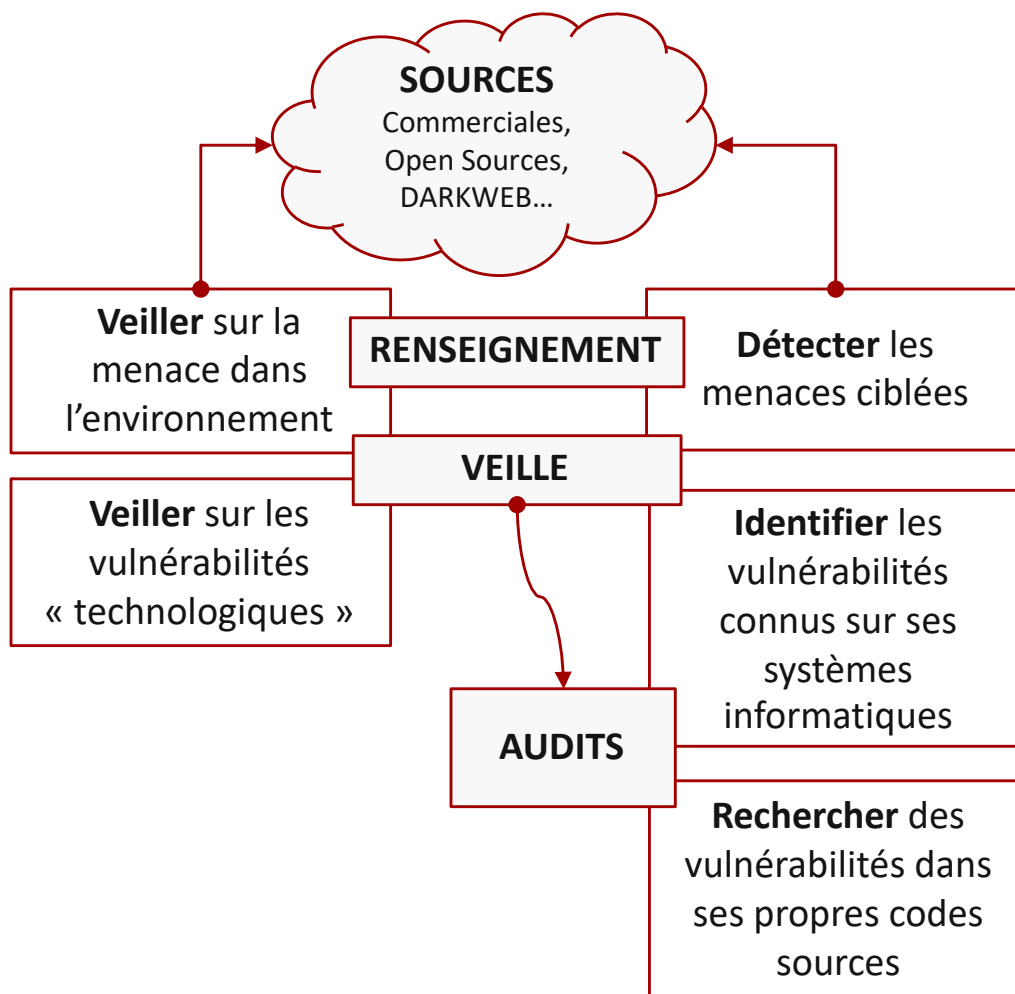 SOURCES
Commerciales,
Open Sources,
DARKWEB...
Veiller sur la
menace dans
l'environnement
RENSEIGNEMENT
Détecter les
menaces ciblées
VEILLE
Veiller sur les
vulnérabilités
« technologiques »
Identifier les
vulnérabilités
connus sur ses
systèmes
informatiques
AUDITS
Rechercher des
vulnérabilités dans
ses propres codes
sources